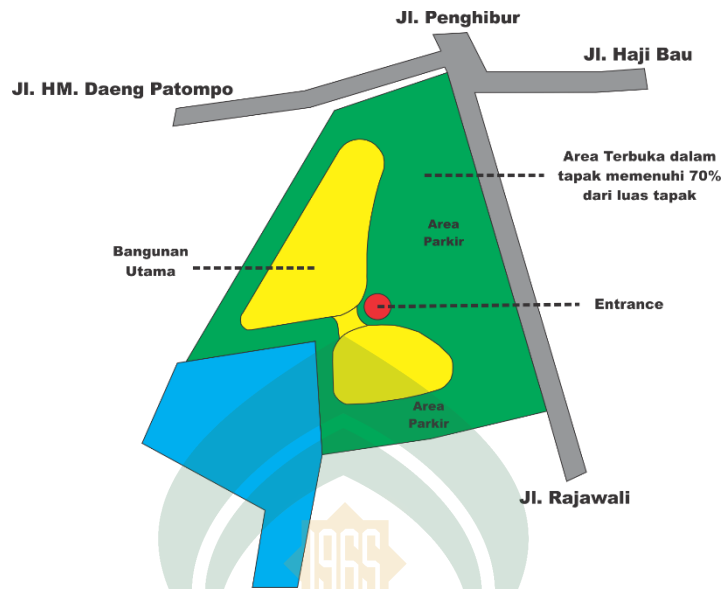 Jl. Penghibur
Jl. Haji Bau
Jl. HM. Daeng Patompo
Area Terbuka dalam
tapak memenuhi 70%
dari luas tapak
Area
Parkir
Bangunan
Utama
Entrance
Area
Parkir
Jl. Rajawali
1965